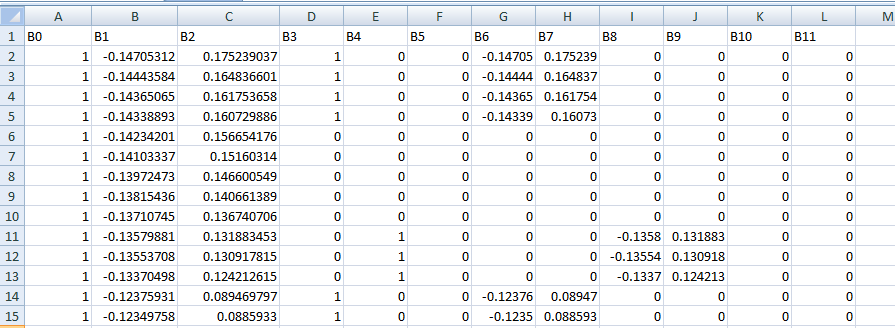 A B C D E F G H I J K L M
1 B0 B1 B2 B3 B4 B5 B6 B7 B8 B9 B10 B11
2 1 -0.14705312 0.175239037 1 0 0 -0.14705 0.175239 0 0 0 0
3 1 -0.14443584 0.164836601 1 0 0 -0.14444 0.164837 0 0 0 0
4 1 -0.14365065 0.161753658 1 0 0 -0.14365 0.161754 0 0 0 0
5 1 -0.14338893 0.160729886 1 0 0 -0.14339 0.16073 0 0 0 0
6 1 -0.14234201 0.156654176 0 0 0 0 0 0 0 0 0
7 1 -0.14103337 0.15160314 0 0 0 0 0 0 0 0 0
8 1 -0.13972473 0.146600549 0 0 0 0 0 0 0 0 0
9 1 -0.13815436 0.140661389 0 0 0 0 0 0 0 0 0
10 1 -0.13710745 0.136740706 0 0 0 0 0 0 0 0 0
11 1 -0.13579881 0.131883453 0 1 0 0 0 -0.1358 0.131883 0 0
12 1 -0.13553708 0.130917815 0 1 0 0 0 -0.13554 0.130918 0 0
13 1 -0.13370498 0.124212615 0 1 0 0 0 -0.1337 0.124213 0 0
14 1 -0.12375931 0.089469797 1 0 0 -0.12376 0.08947 0 0 0 0
15 1 -0.12349758 0.0885933 1 0 0 -0.1235 0.088593 0 0 0 0